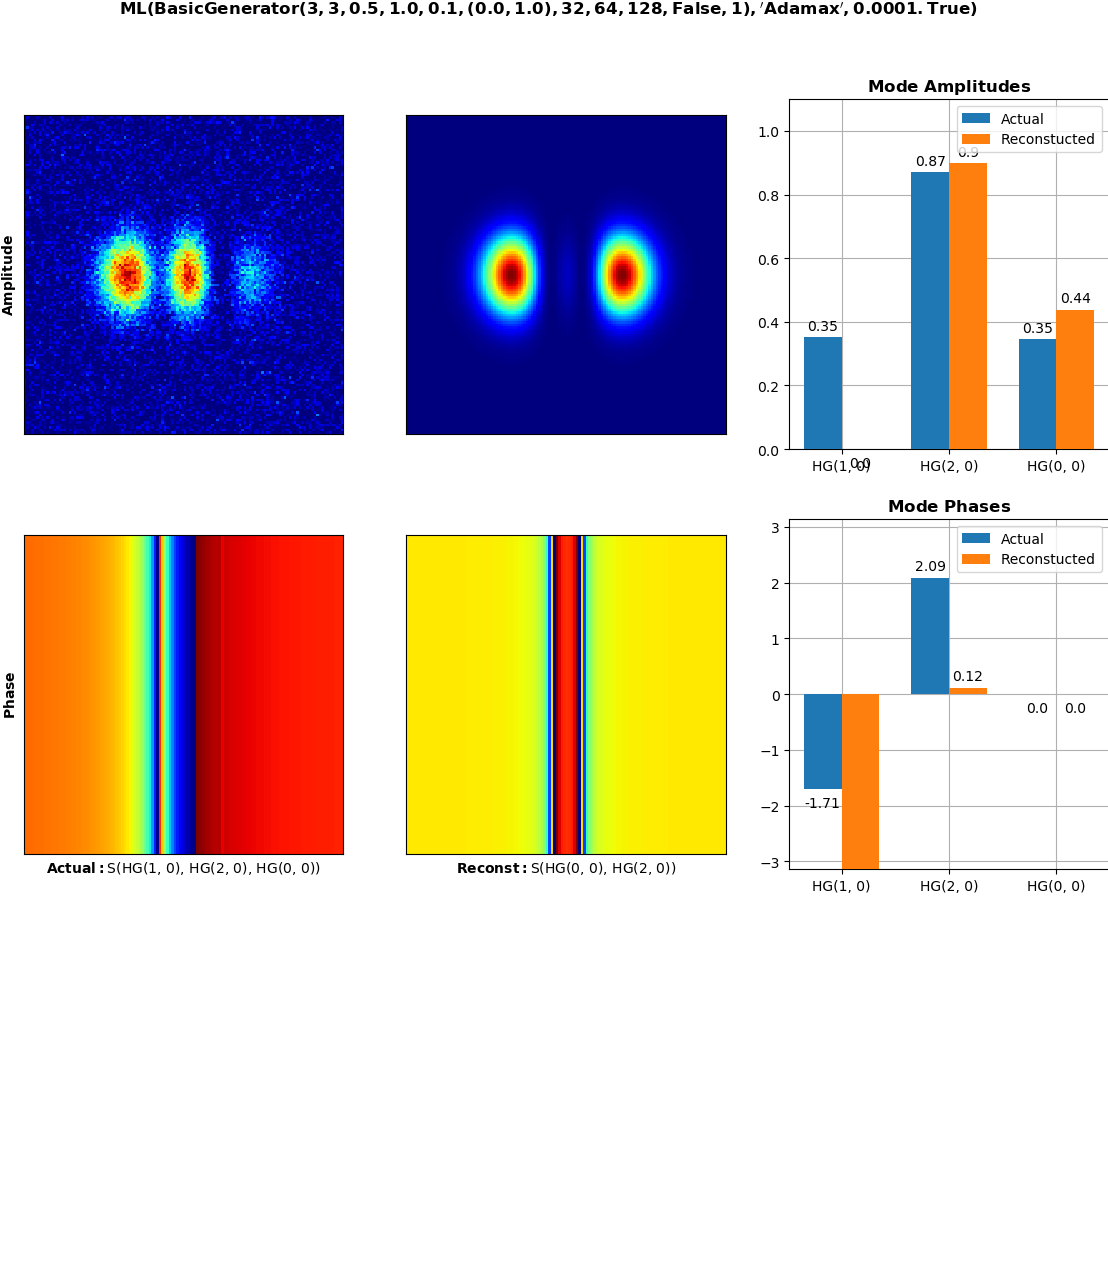 ML(BasicGenerator(3, 3, 0.5, 1.0, 0.1, (0.0, 1.0), 32, 64, 128, False, 1), ′Adamax′, 0.0001. True)
Amplitude
Mode Amplitudes
Actual
Reconstucted
1.0
0.8
0.6
0.4
0.2
0.0
0.35
0.0
0.87
0.9
0.35
0.44
HG(1, 0)
HG(2, 0)
HG(0, 0)
Phase
Actual: S(HG(1, 0), HG(2, 0), HG(0, 0))
Reconst: S(HG(0, 0), HG(2, 0))
Mode Phases
Actual
Reconstucted
3
2
1
0
−1
−2
−3
-1.71
2.09
0.12
0.0
0.0
HG(1, 0)
HG(2, 0)
HG(0, 0)